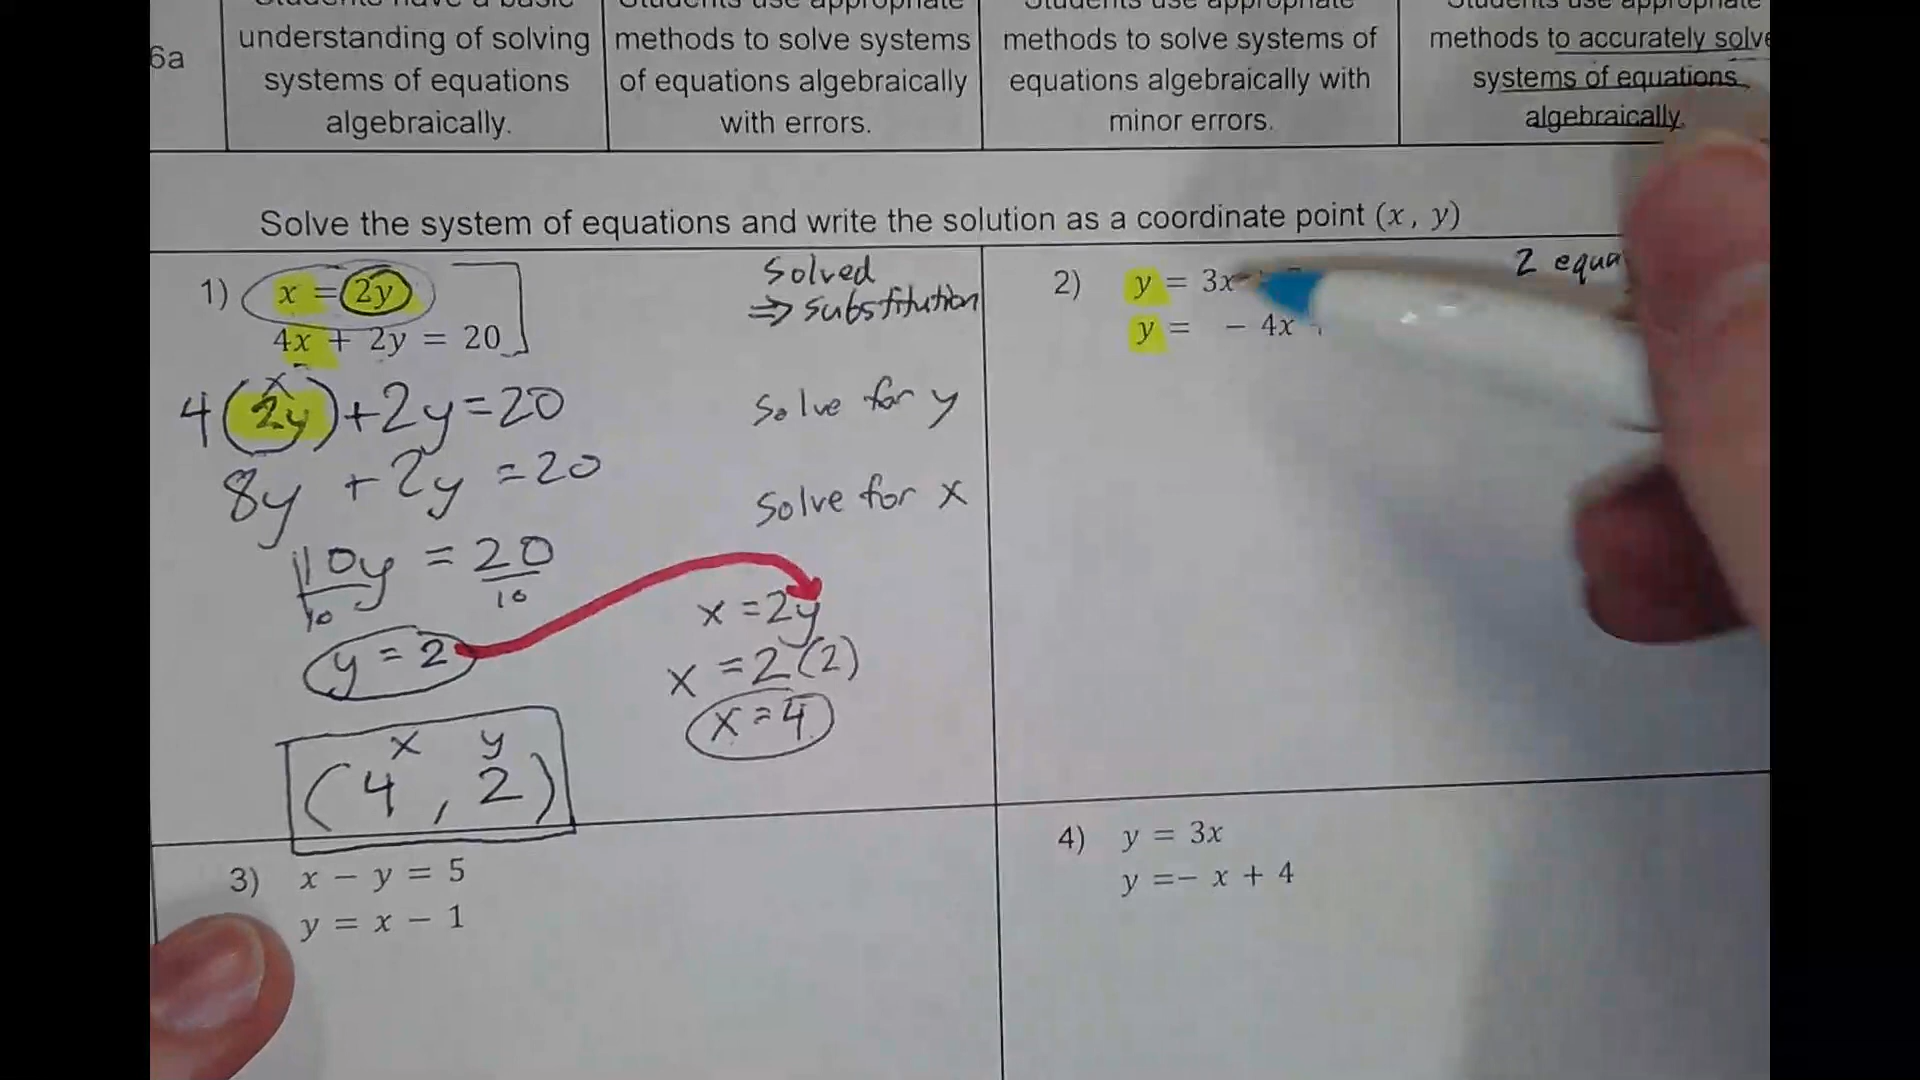 6a
understanding of solving
systems of equations
algebraically.
methods to solve systems
of equations algebraically
with errors.
methods to solve systems of
equations algebraically with
minor errors.
methods to accurately solve
systems of equations
algebraically.
Solve the system of equations and write the solution as a coordinate point (x, y)
1) x = 2y
4x + 2y = 20
Solved
⇒ substitution
4(2y) + 2y = 20
x
Solve for y
8y + 2y = 20
Solve for x
10y = 20
10 10
y = 2
x = 2y
x = 2(2)
x = 4
x y
(4, 2)
2) y = 3x
y = - 4x
2
3) x - y = 5
y = x - 1
4) y = 3x
y =- x + 4